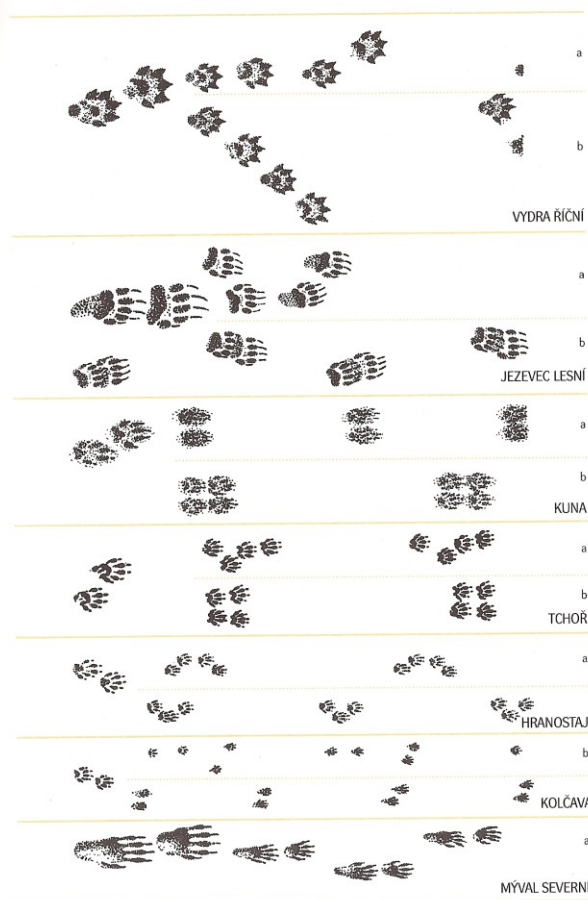 a
b
VYDRA ŘÍČNÍ
a
b
JEZEVEC LESNÍ
a
b
KUNA
a
b
TCHOŘ
a
HRANOSTAJ
b
KOLČAVA
a
MÝVAL SEVERNÍ